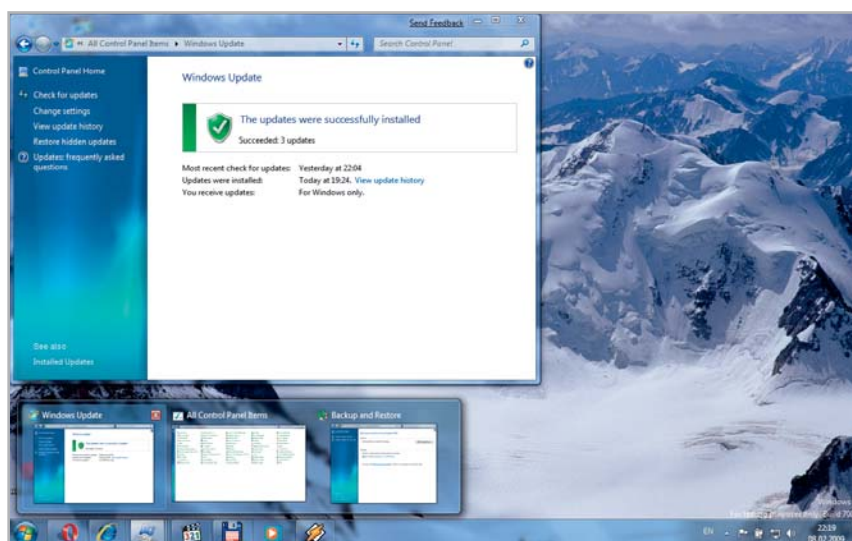 Send Feedback
All Control Panel Items ▸ Windows Update
Search Control Panel
Control Panel Home
Check for updates
Change settings
View update history
Restore hidden updates
Updates: frequently asked
questions
See also
Installed Updates
Windows Update
The updates were successfully installed
Succeeded: 3 updates
Most recent check for updates: Yesterday at 22:04
Updates were installed: Today at 19:24. View update history
You receive updates: For Windows only.
Windows Update
All Control Panel Items
Backup and Restore
Windows
EN
22:19
08.02.2009